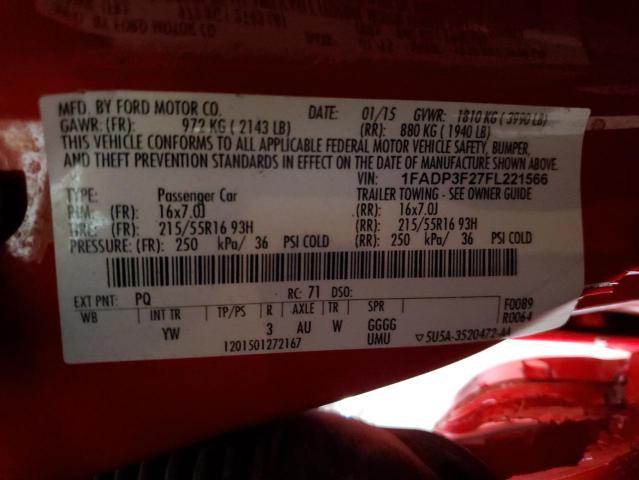 MFD. BY FORD MOTOR CO. DATE: 01/15 GVWR: 1810 KG ( 3990 LB)
GAWR: (FR): 972 KG ( 2143 LB) (RR): 880 KG ( 1940 LB)
THIS VEHICLE CONFORMS TO ALL APPLICABLE FEDERAL MOTOR VEHICLE SAFETY, BUMPER,
AND THEFT PREVENTION STANDARDS IN EFFECT ON THE DATE OF MANUFACTURE SHOWN ABOVE.
VIN: 1FADP3F27FL221566
TYPE: Passenger Car TRAILER TOWING - SEE OWNER GUIDE
RIM: (FR): 16x7.0J (RR): 16x7.0J
TIRE: (FR): 215/55R16 93H (RR): 215/55R16 93H
PRESSURE: (FR): 250 kPa/ 36 PSI COLD (RR): 250 kPa/ 36 PSI COLD
EXT PNT: PQ RC: 71 DSO: F0089
WB INT TR TP/PS R AXLE TR SPR R0064
YW 3 AU W GGGG
1201501272167 UMU ▽5U5A-3520472-AA